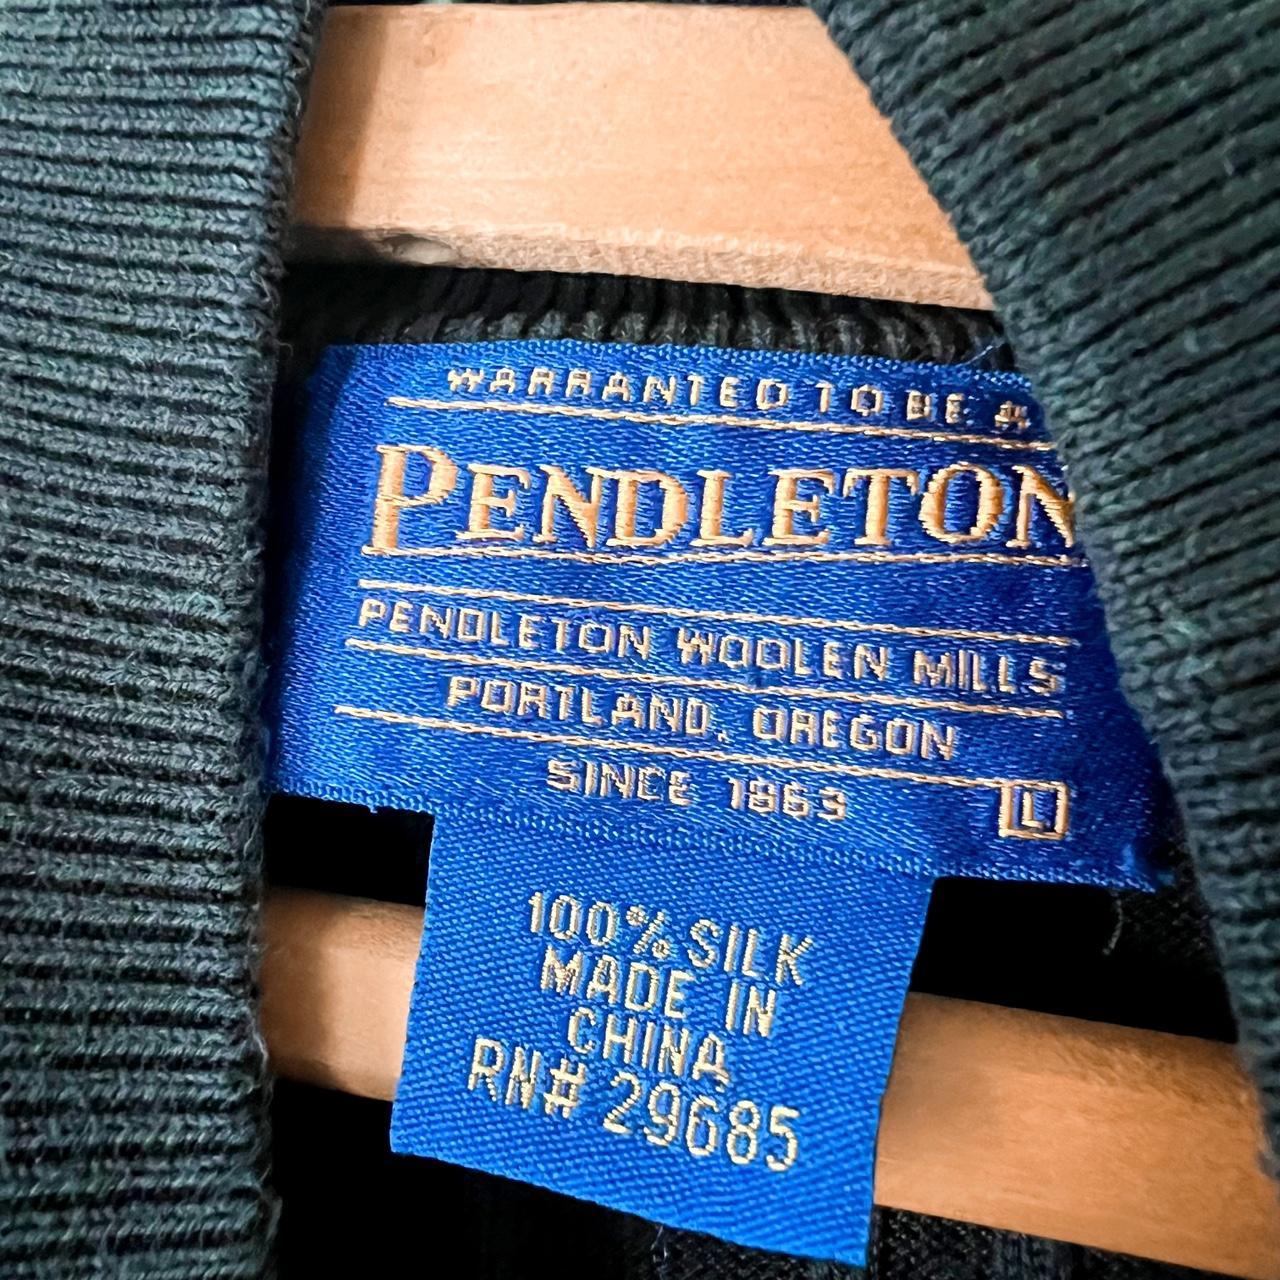 WARRANTED TO BE A
PENDLETON
PENDLETON WOOLEN MILLS
PORTLAND, OREGON
SINCE 1863
L
100% SILK
MADE IN
CHINA
RN# 29685